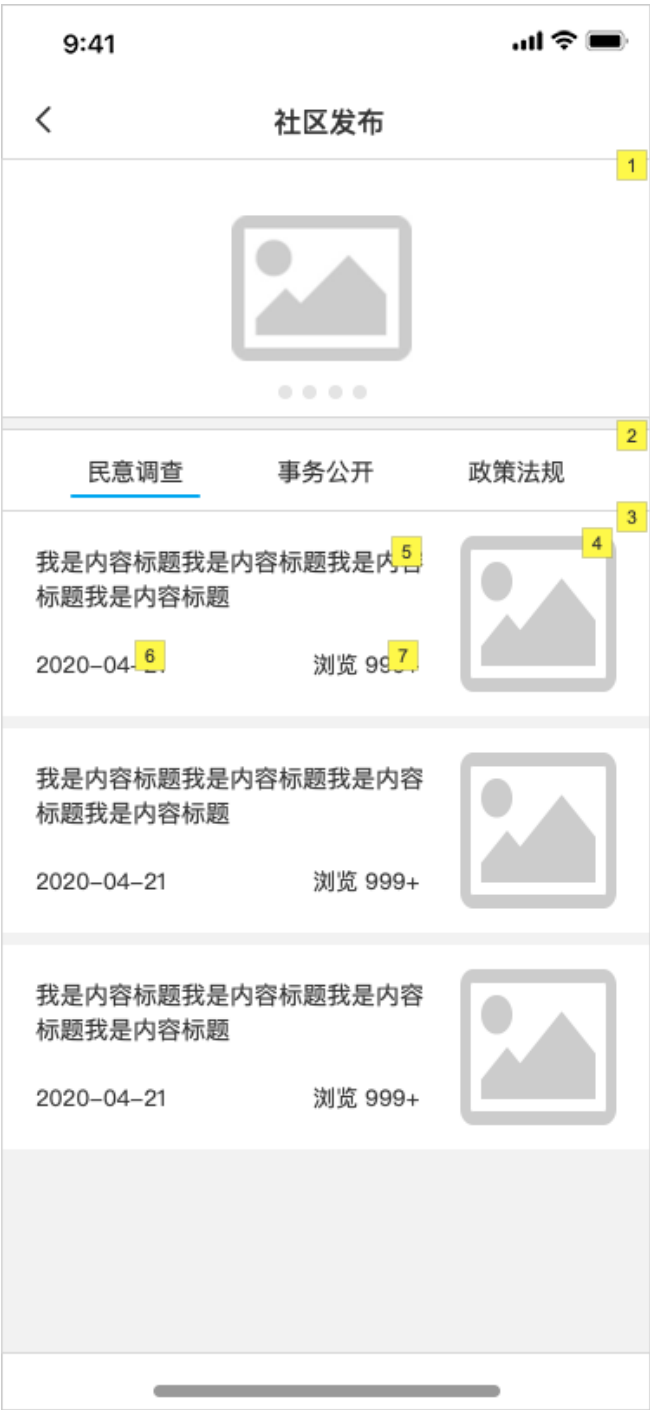 9:41
社区发布
1
2
民意调查 事务公开 政策法规
3
4
5
我是内容标题我是内容标题我是内容
标题我是内容标题
6
7
2020-04- 浏览
我是内容标题我是内容标题我是内容
标题我是内容标题
2020-04-21 浏览 999+
我是内容标题我是内容标题我是内容
标题我是内容标题
2020-04-21 浏览 999+